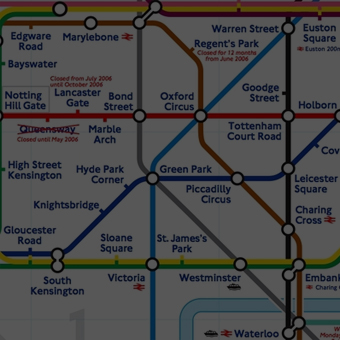 Warren Street
Euston
Square
Euston 200m
Edgware
Road
Marylebone
Regent's Park
Closed for 12 months
from June 2006
Bayswater
Closed from July 2006
until October 2006
Goodge
Street
Notting
Hill Gate
Lancaster
Gate
Bond
Street
Oxford
Circus
Holborn
Queensway
Closed until May 2006
Marble
Arch
Tottenham
Court Road
Cov
High Street
Kensington
Hyde Park
Corner
Green Park
Piccadilly
Circus
Leicester
Square
Knightsbridge
Charing
Cross
Gloucester
Road
Sloane
Square
St. James's
Park
South
Kensington
Victoria
Westminster
Embank
Charing
1
Waterloo